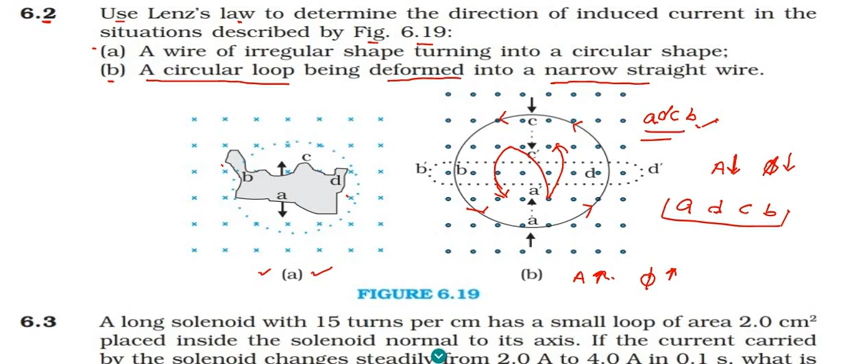 6.2 Use Lenz's law to determine the direction of induced current in the
situations described by Fig. 6.19:
(a) A wire of irregular shape turning into a circular shape;
(b) A circular loop being deformed into a narrow straight wire.
c
b d
a
(a)
c
c'
b' b d d'
a'
a
(b)
adcb
A↓ ϕ↓
a d c b
A↑ ϕ↑
FIGURE 6.19
6.3 A long solenoid with 15 turns per cm has a small loop of area 2.0 cm²
placed inside the solenoid normal to its axis. If the current carried
by the solenoid changes steadily from 2.0 A to 4.0 A in 0.1 s, what is